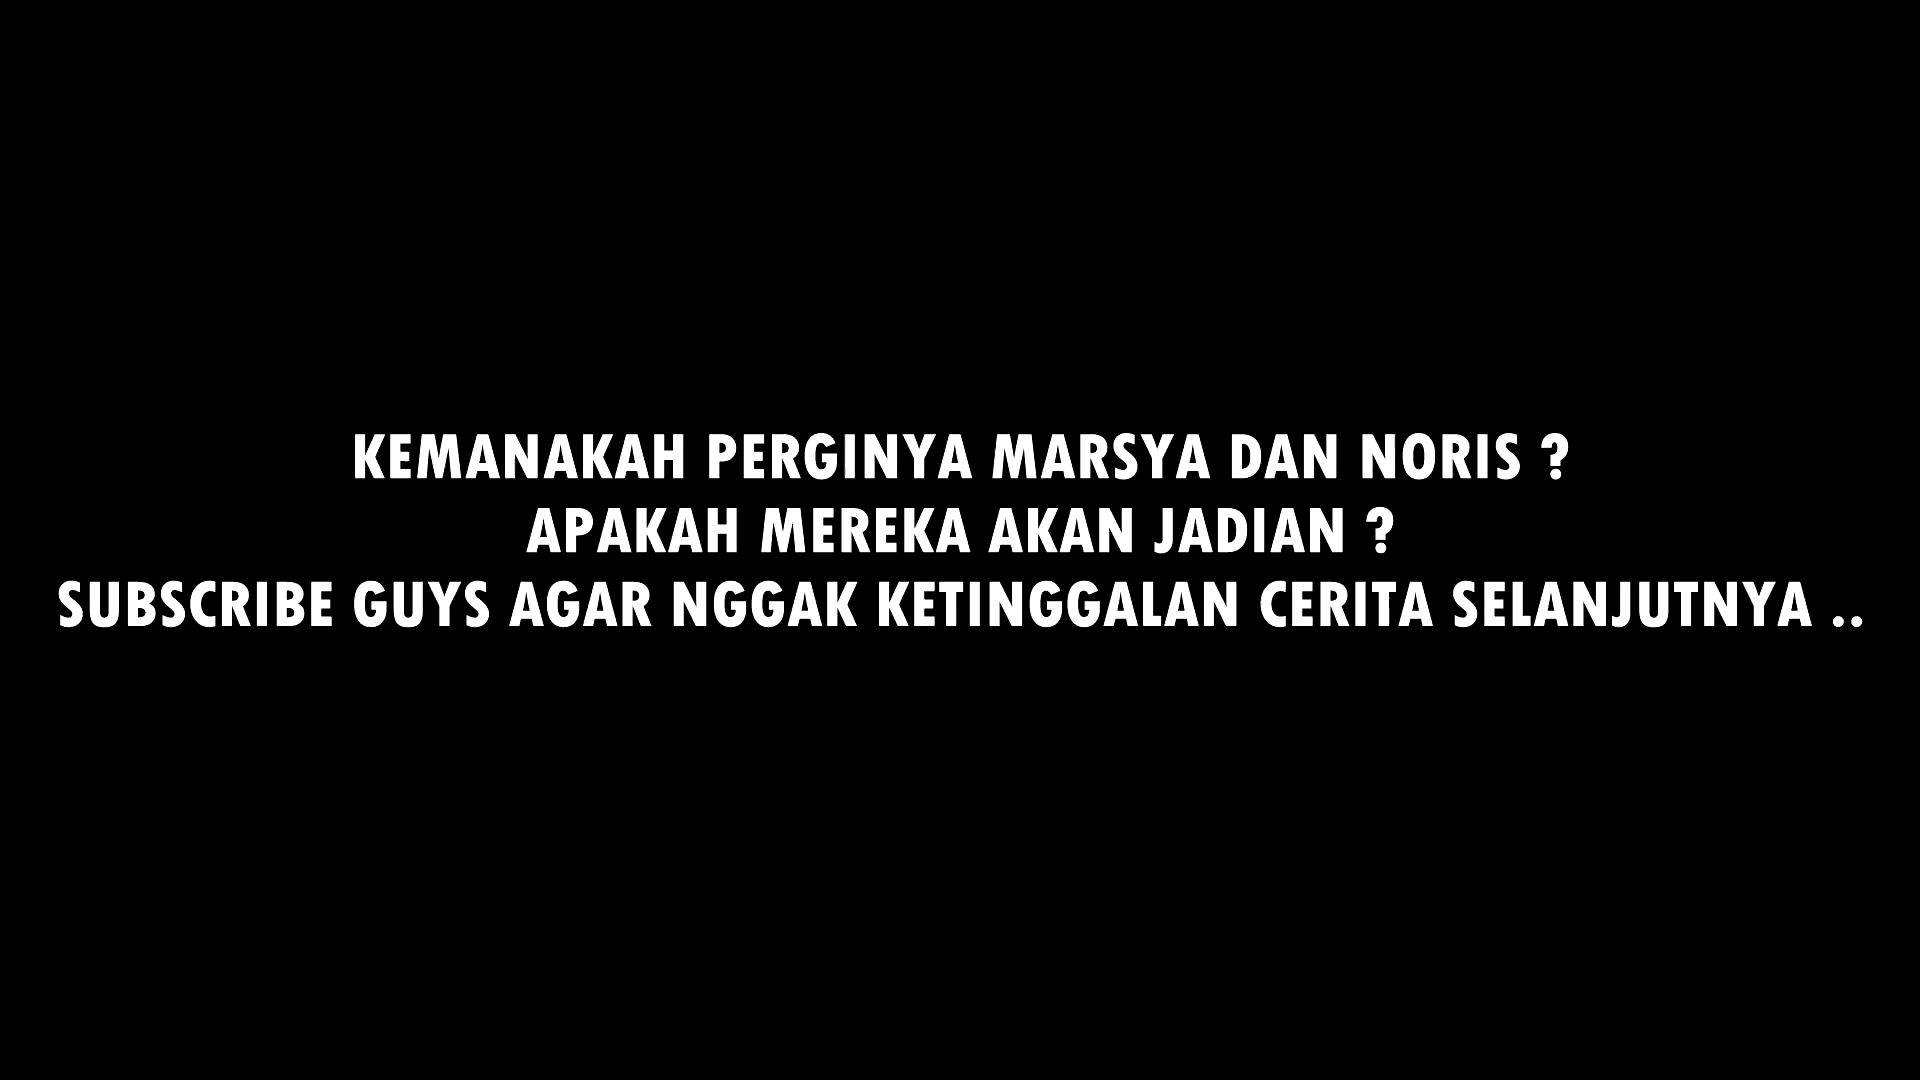 KEMANAKAH PERGINYA MARSYA DAN NORIS ?
APAKAH MEREKA AKAN JADIAN ?
SUBSCRIBE GUYS AGAR NGGAK KETINGGALAN CERITA SELANJUTNYA ..